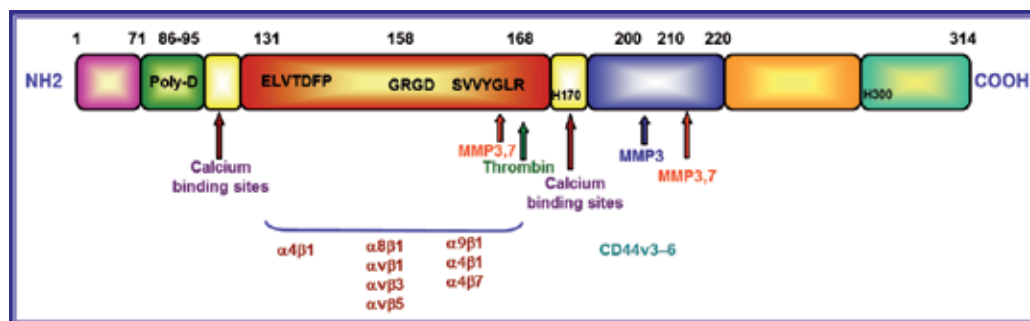 1 71 86-95 131 158 168 200 210 220 314
NH2 Poly-D ELVTDFP GRGD SVVYGLR H170 H300 COOH
MMP3,7 MMP3 MMP3,7
Thrombin
Calcium
binding sites
Calcium
binding sites
α4β1 α8β1 α9β1 CD44v3–6
αvβ1 α4β1
αvβ3 α4β7
αvβ5